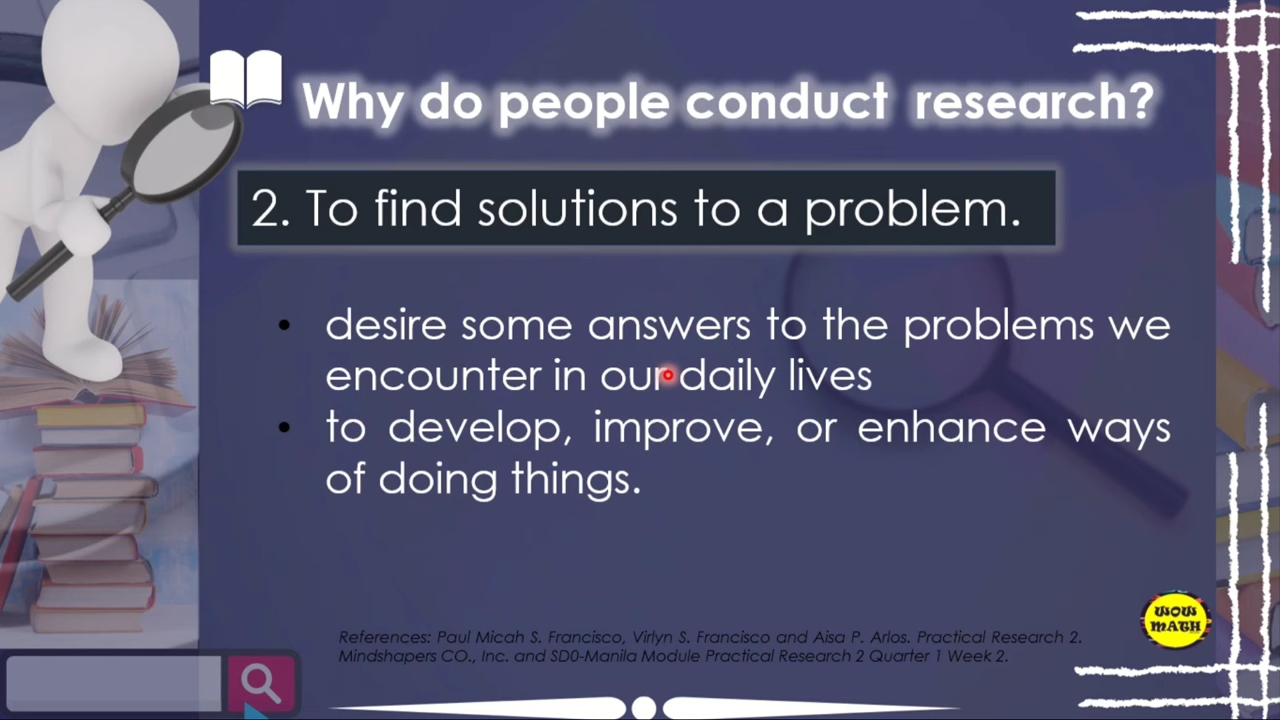 Why do people conduct research?
2. To find solutions to a problem.
• desire some answers to the problems we
encounter in our daily lives
• to develop, improve, or enhance ways
of doing things.
References: Paul Micah S. Francisco, Virlyn S. Francisco and Aisa P. Arlos. Practical Research 2.
Mindshapers CO., Inc. and SD0-Manila Module Practical Research 2 Quarter 1 Week 2.
WOW
MATH